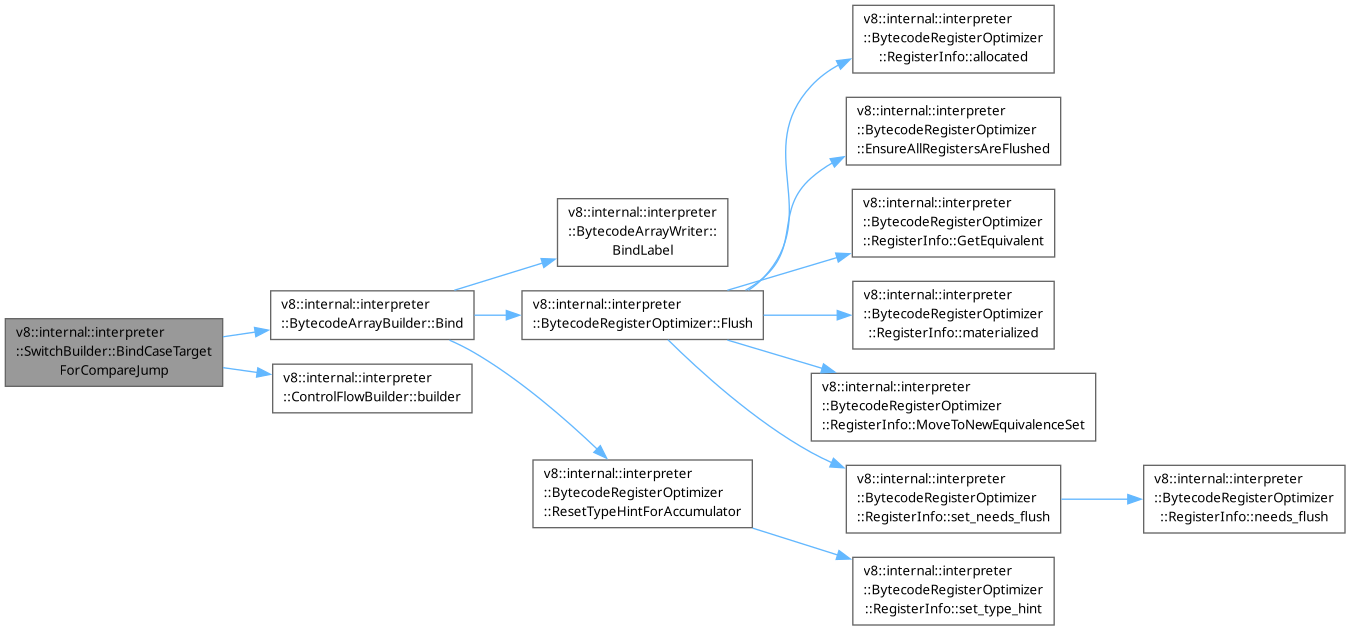 v8::internal::interpreter
::SwitchBuilder::BindCaseTarget
ForCompareJump
v8::internal::interpreter
::BytecodeArrayBuilder::Bind
v8::internal::interpreter
::ControlFlowBuilder::builder
v8::internal::interpreter
::BytecodeArrayWriter::
BindLabel
v8::internal::interpreter
::BytecodeRegisterOptimizer::Flush
v8::internal::interpreter
::BytecodeRegisterOptimizer
::ResetTypeHintForAccumulator
v8::internal::interpreter
::BytecodeRegisterOptimizer
::RegisterInfo::allocated
v8::internal::interpreter
::BytecodeRegisterOptimizer
::EnsureAllRegistersAreFlushed
v8::internal::interpreter
::BytecodeRegisterOptimizer
::RegisterInfo::GetEquivalent
v8::internal::interpreter
::BytecodeRegisterOptimizer
::RegisterInfo::materialized
v8::internal::interpreter
::BytecodeRegisterOptimizer
::RegisterInfo::MoveToNewEquivalenceSet
v8::internal::interpreter
::BytecodeRegisterOptimizer
::RegisterInfo::set_needs_flush
v8::internal::interpreter
::BytecodeRegisterOptimizer
::RegisterInfo::needs_flush
v8::internal::interpreter
::BytecodeRegisterOptimizer
::RegisterInfo::set_type_hint